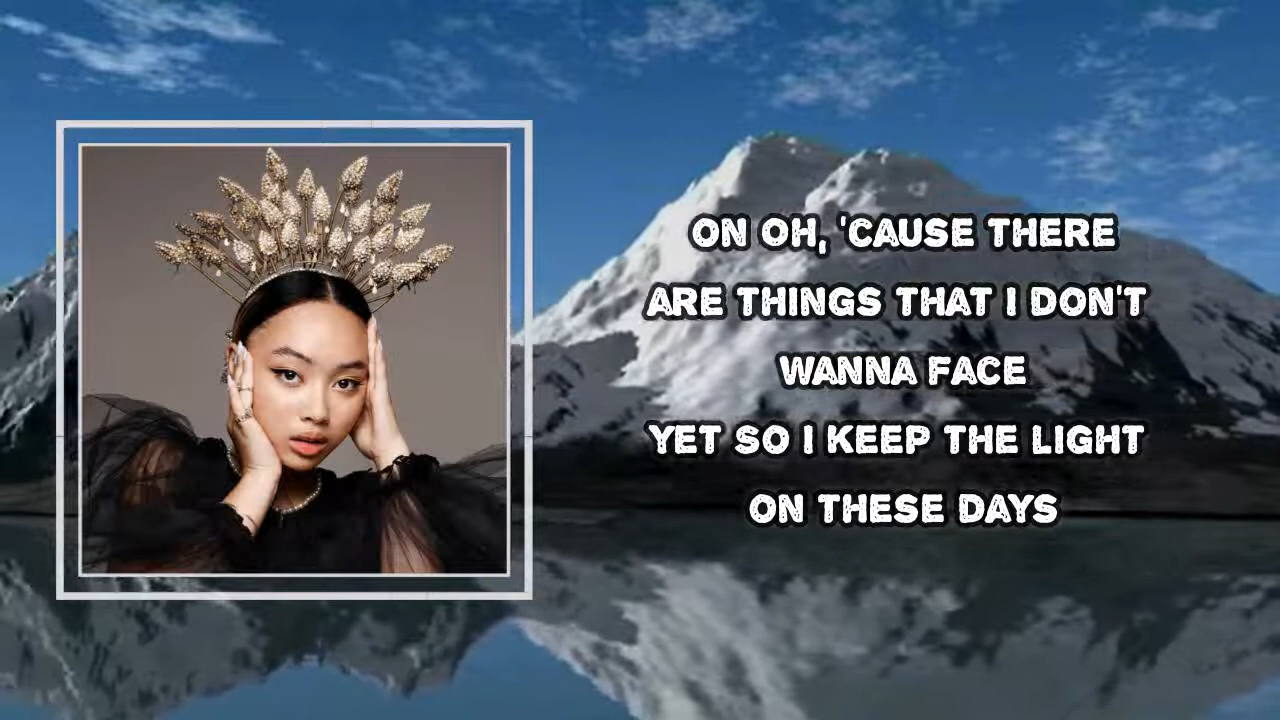 ON OH, 'CAUSE THERE
ARE THINGS THAT I DON'T
WANNA FACE
YET SO I KEEP THE LIGHT
ON THESE DAYS